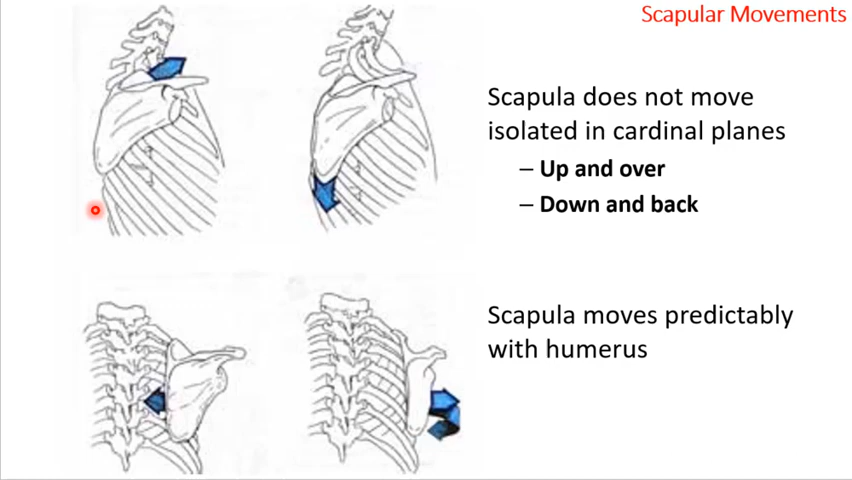 Scapular Movements
Scapula does not move
isolated in cardinal planes
– Up and over
– Down and back
Scapula moves predictably
with humerus